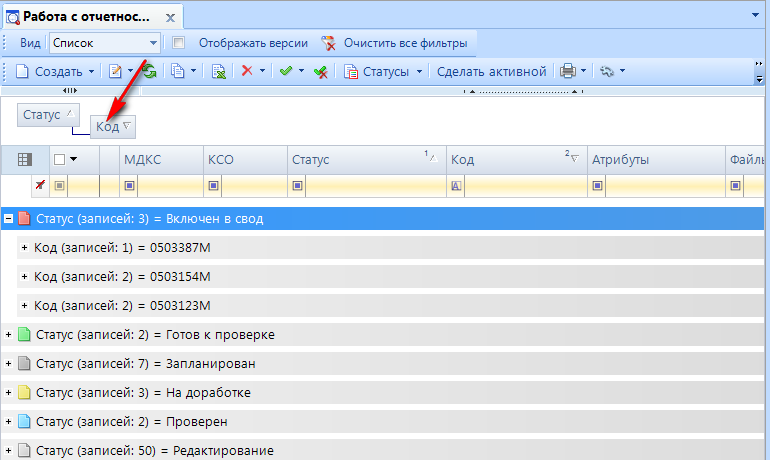 Работа с отчетнос...
Вид Список Отображать версии Очистить все фильтры
Создать Статусы Сделать активной
Статус
Код
МДКС КСО Статус 1 Код 2 Атрибуты Файлы
A
Статус (записей: 3) = Включен в свод
Код (записей: 1) = 0503387М
Код (записей: 2) = 0503154М
Код (записей: 2) = 0503123М
Статус (записей: 2) = Готов к проверке
Статус (записей: 7) = Запланирован
Статус (записей: 3) = На доработке
Статус (записей: 2) = Проверен
Статус (записей: 50) = Редактирование